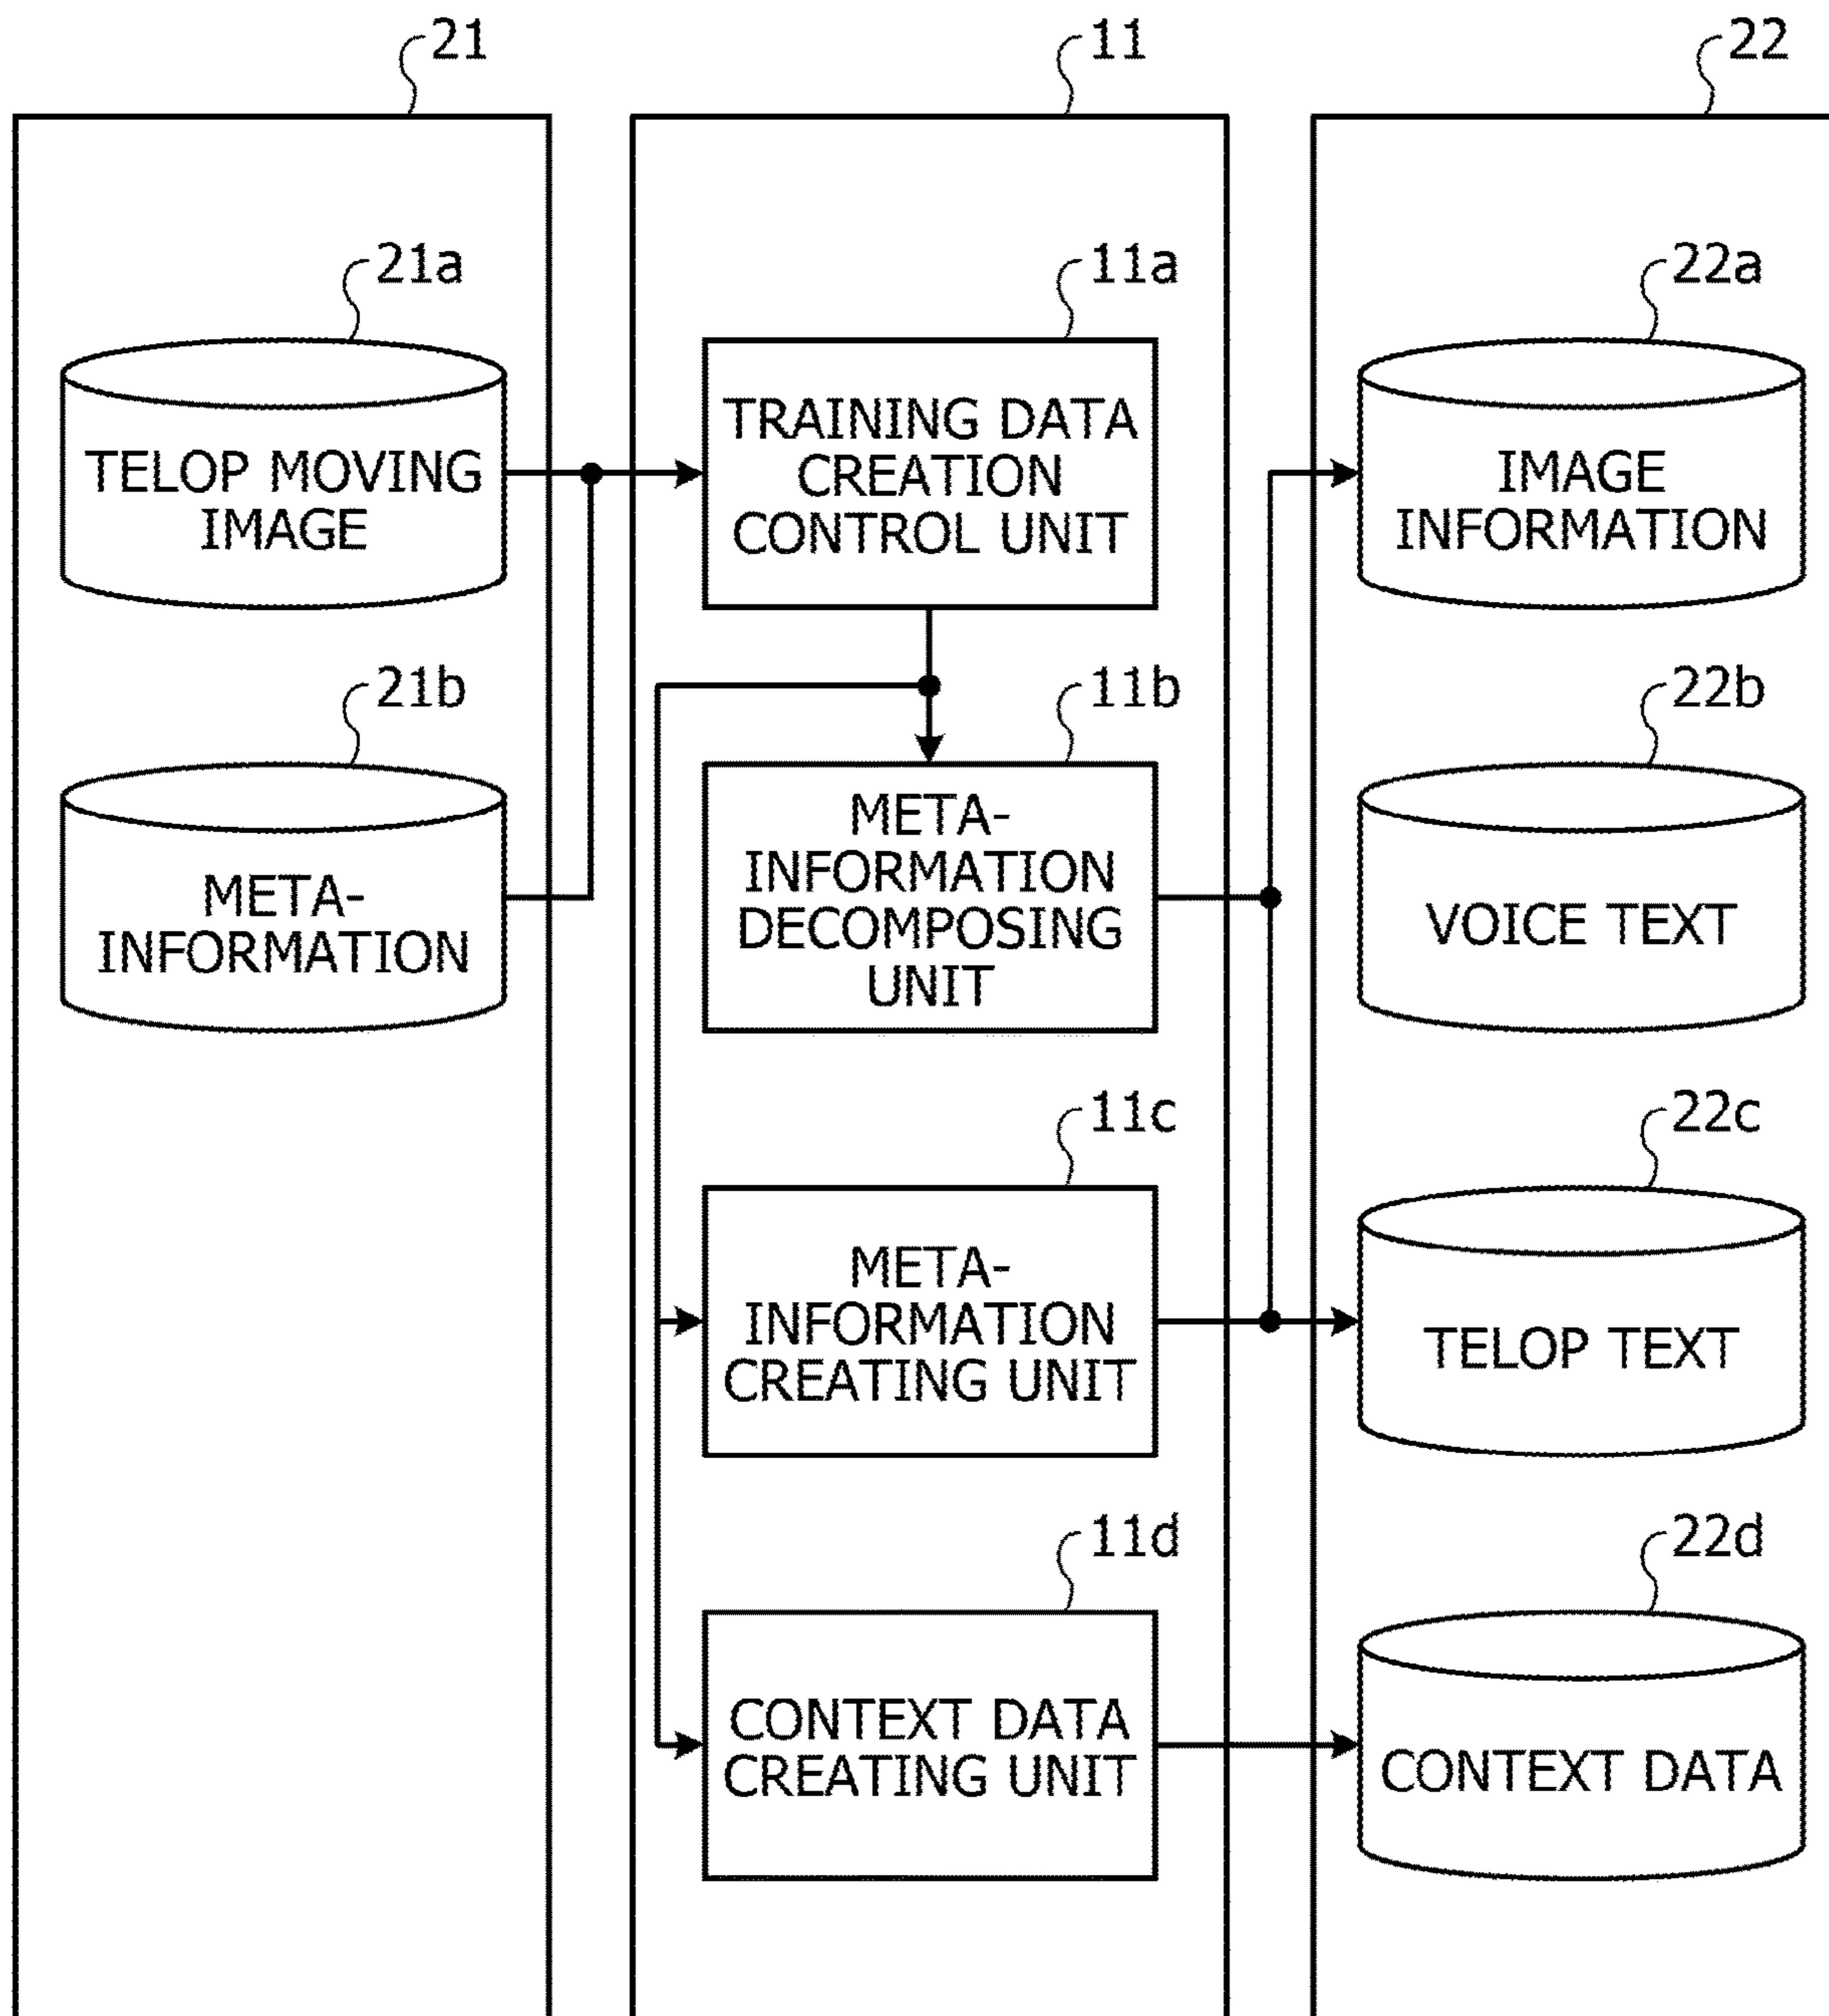 21
11
22
21a
11a
22a
TELOP MOVING
IMAGE
TRAINING DATA
CREATION
CONTROL UNIT
IMAGE
INFORMATION
21b
11b
22b
META-
INFORMATION
META-
INFORMATION
DECOMPOSING
UNIT
VOICE TEXT
11c
22c
META-
INFORMATION
CREATING UNIT
TELOP TEXT
11d
22d
CONTEXT DATA
CREATING UNIT
CONTEXT DATA